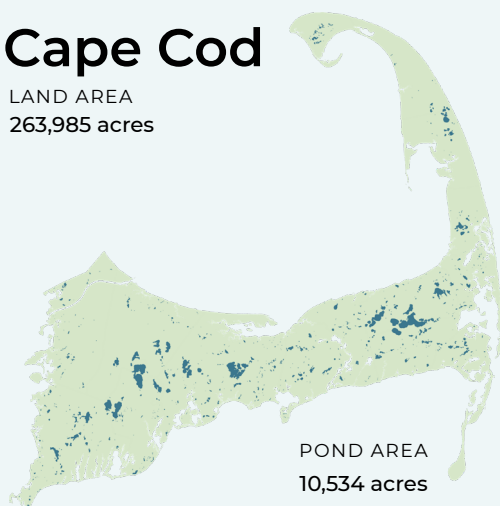 Cape Cod
LAND AREA
263,985 acres
POND AREA
10,534 acres